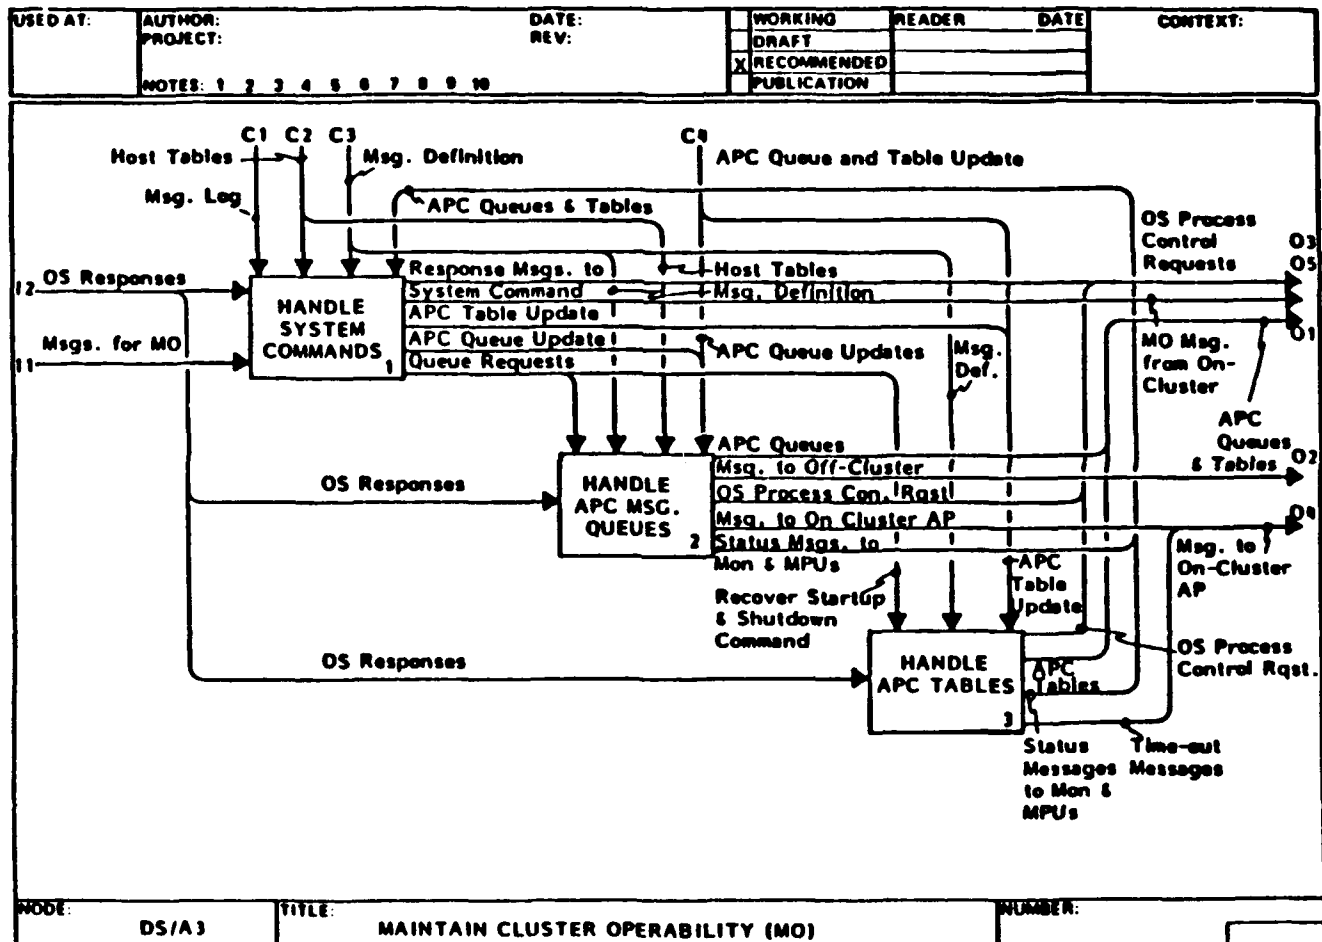 USED AT:
AUTHOR:
DATE:
PROJECT:
REV:
NOTES: 1 2 3 4 5 6 7 8 9 10
WORKING
DRAFT
X RECOMMENDED
PUBLICATION
READER DATE
CONTEXT:
C1 C2 C3 C4
Host Tables
Msg. Definition
APC Queue and Table Update
Msg. Log
APC Queues & Tables
OS Process
Control
Requests
O3
O5
OS Responses
I2
Response Msgs. to
System Command
Host Tables
Msg. Definition
HANDLE
SYSTEM
COMMANDS
1
APC Table Update
APC Queue Update
Queue Requests
APC Queue Updates
Msg.
Def.
Msgs. for MO
I1
O1
MO Msg.
from On-
Cluster
APC
Queues
& Tables
APC Queues
Msg. to Off-Cluster
O2
OS Responses
HANDLE
APC MSG.
QUEUES
2
OS Process Con. Rqst
Msg. to On Cluster AP
Status Msgs. to
Mon & MPUs
O4
Msg. to
On-Cluster
AP
Recover Startup
& Shutdown
Command
APC
Table
Update
OS Responses
HANDLE
APC TABLES
3
APC
Tables
OS Process
Control Rqst.
Status
Messages
to Mon &
MPUs
Time-out
Messages
NODE:
DS/A3
TITLE:
MAINTAIN CLUSTER OPERABILITY (MO)
NUMBER: